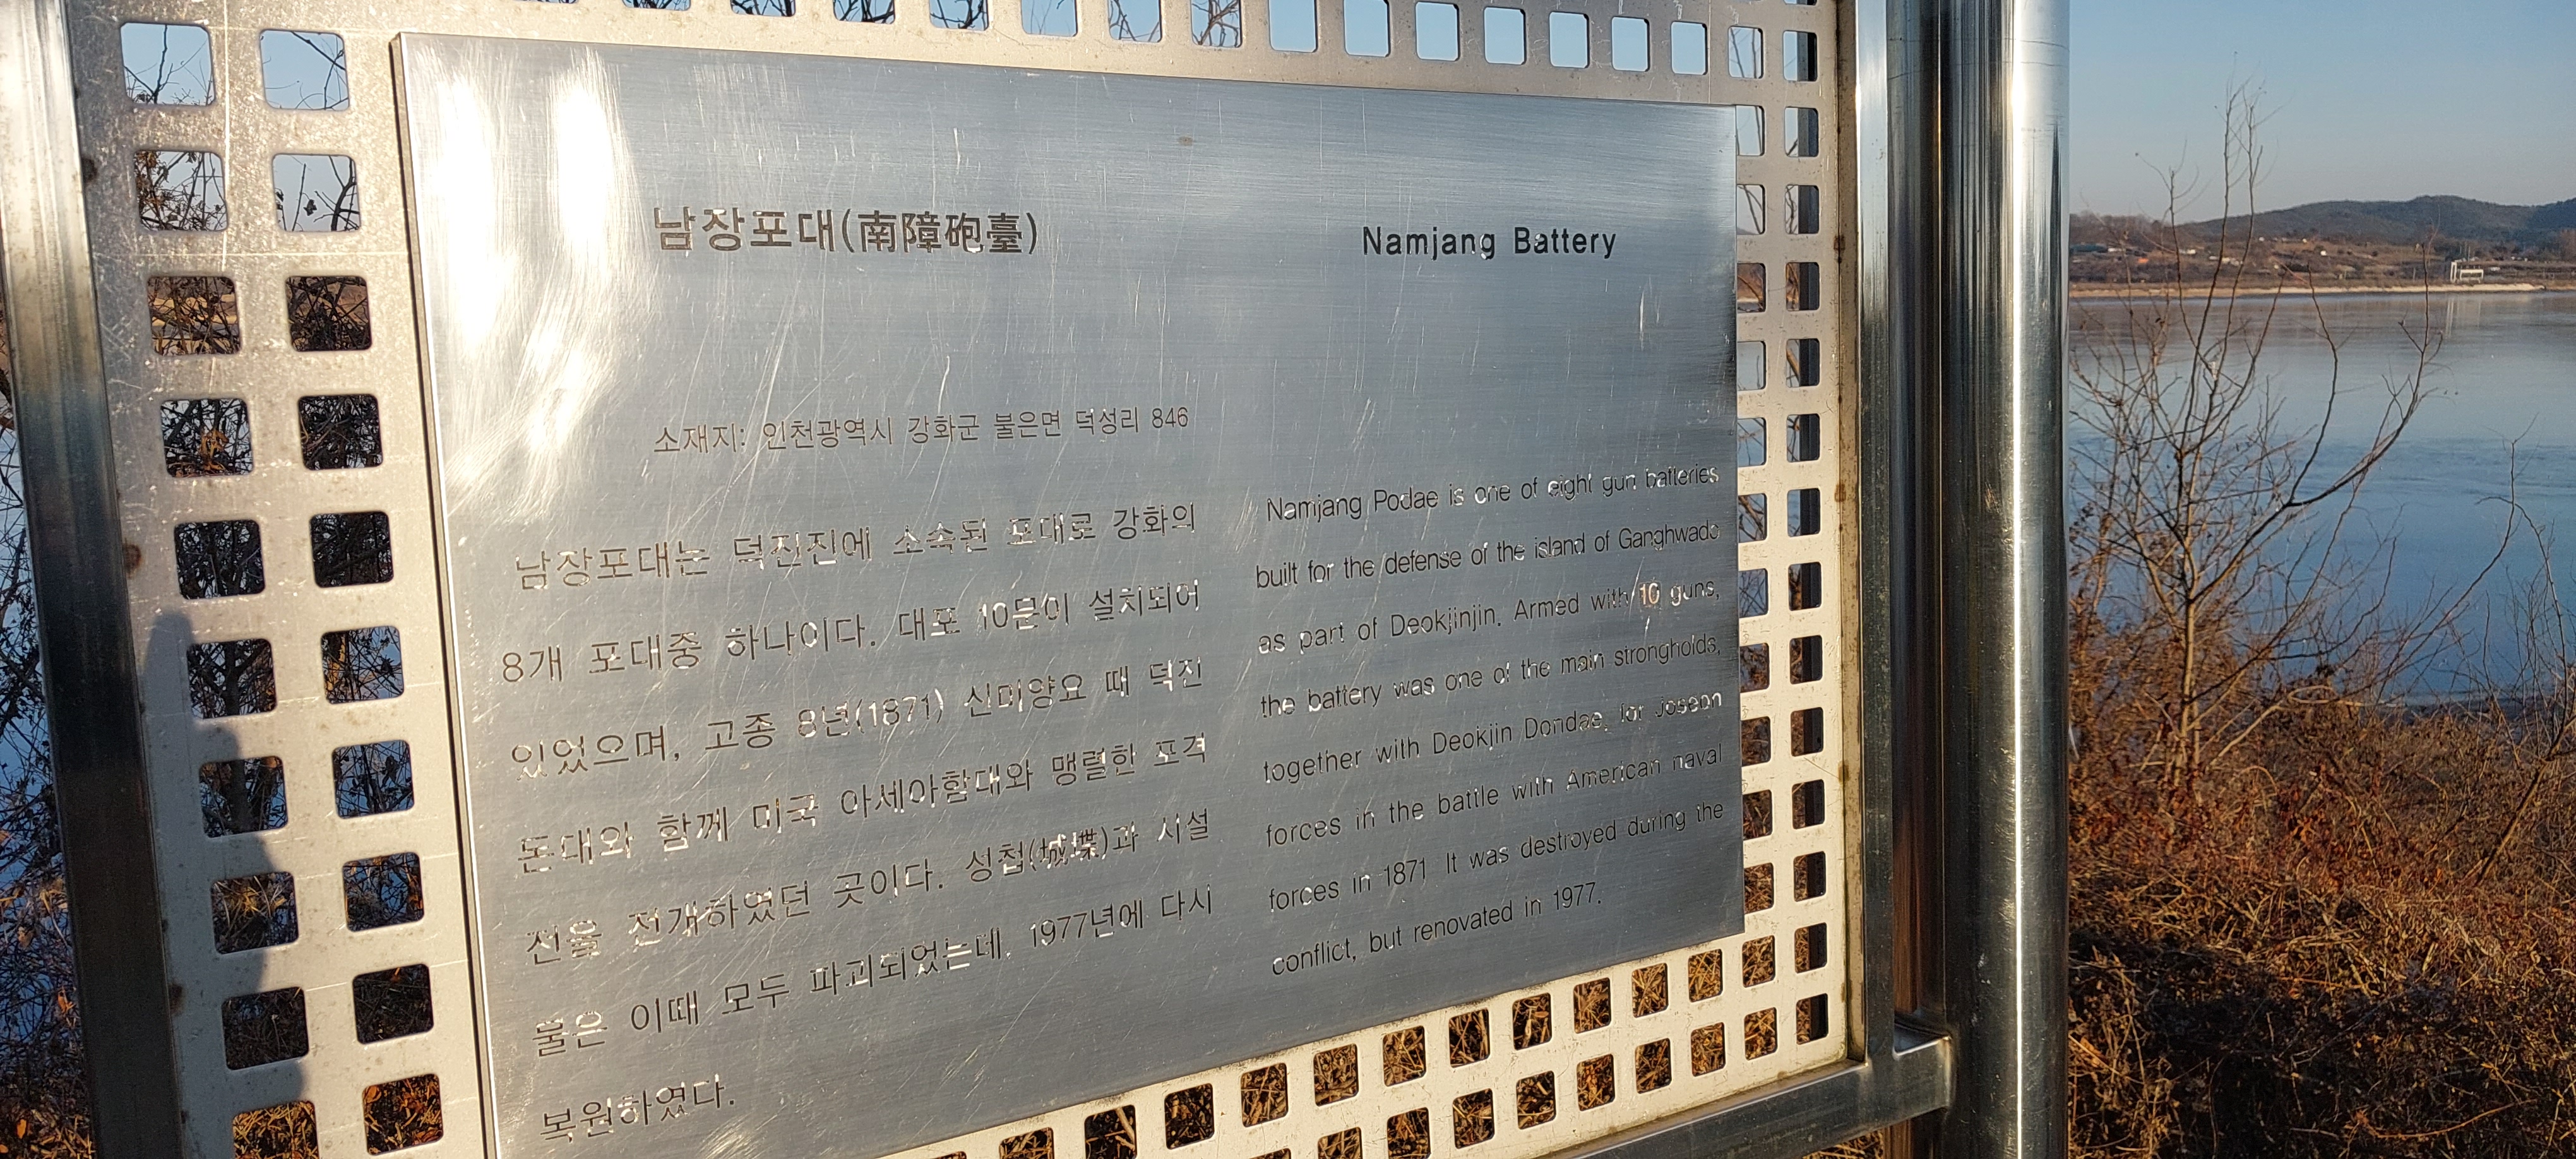 남장포대(南障砲臺)
소재지: 인천광역시 강화군 불은면 덕성리 846
남장포대는 덕진진에 소속된 포대로 강화의
8개 포대중 하나이다. 대포 10문이 설치되어
있었으며, 고종 8년(1871) 신미양요 때 덕진
돈대와 함께 미국 아세아함대와 맹렬한 포격
전을 전개하였던 곳이다. 성첩(城堞)과 시설
물은 이때 모두 파괴되었는데, 1977년에 다시
복원하였다.
Namjang Battery
Namjang Podae is one of eight gun batteries
built for the defense of the island of Ganghwado
as part of Deokjinjin. Armed with 10 guns,
the battery was one of the main strongholds,
together with Deokjin Dondae, for Joseon
forces in the battle with American naval
forces in 1871. It was destroyed during the
conflict, but renovated in 1977.